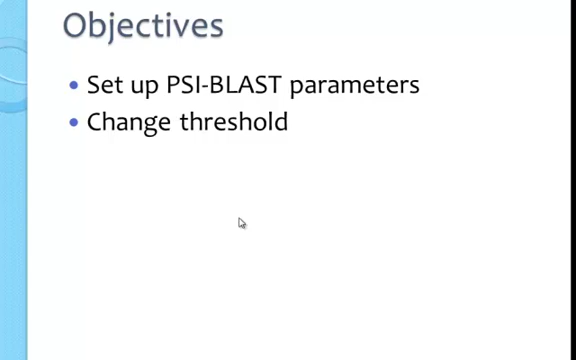 Objectives
Set up PSI-BLAST parameters
Change threshold